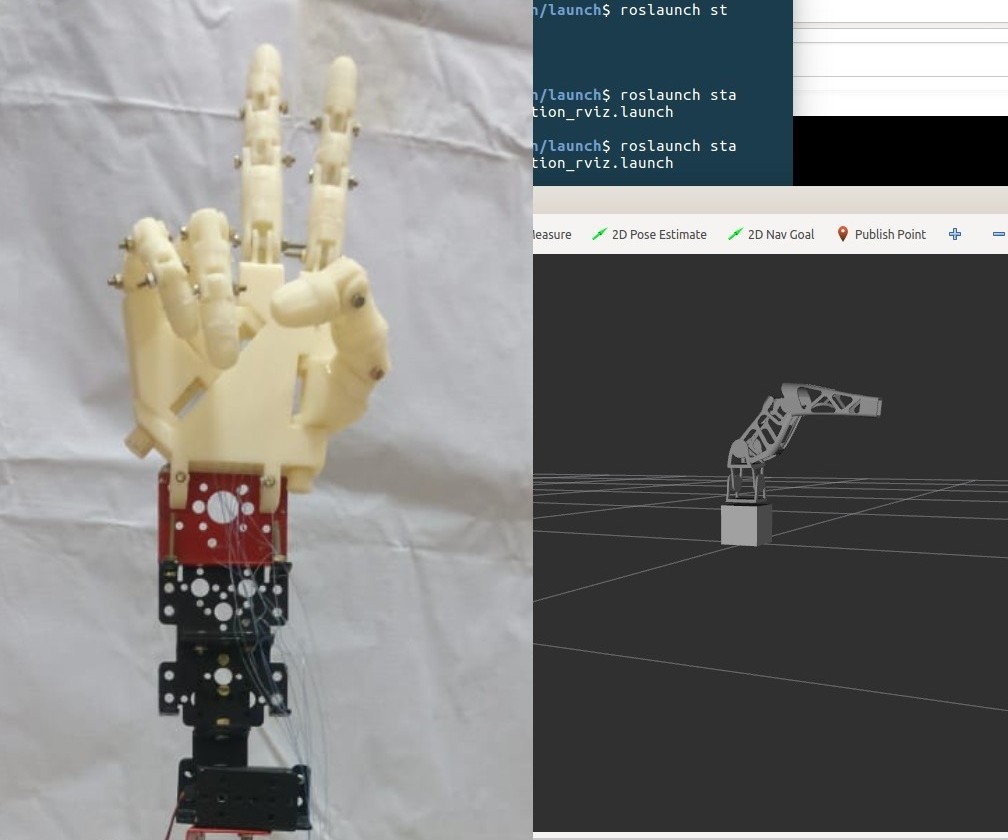 n/launch$ roslaunch st
n/launch$ roslaunch sta
tion_rviz.launch
n/launch$ roslaunch sta
tion_rviz.launch
Measure 2D Pose Estimate 2D Nav Goal Publish Point